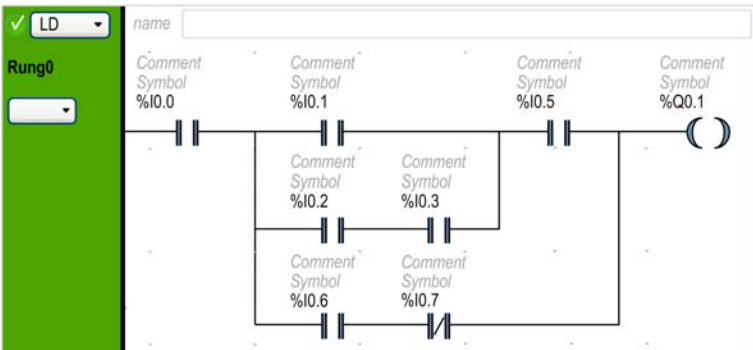 LD
name
Rung0
Comment Comment Comment Comment
Symbol Symbol Symbol Symbol
%I0.0 %I0.1 %I0.5 %Q0.1
Comment Comment
Symbol Symbol
%I0.2 %I0.3
Comment Comment
Symbol Symbol
%I0.6 %I0.7